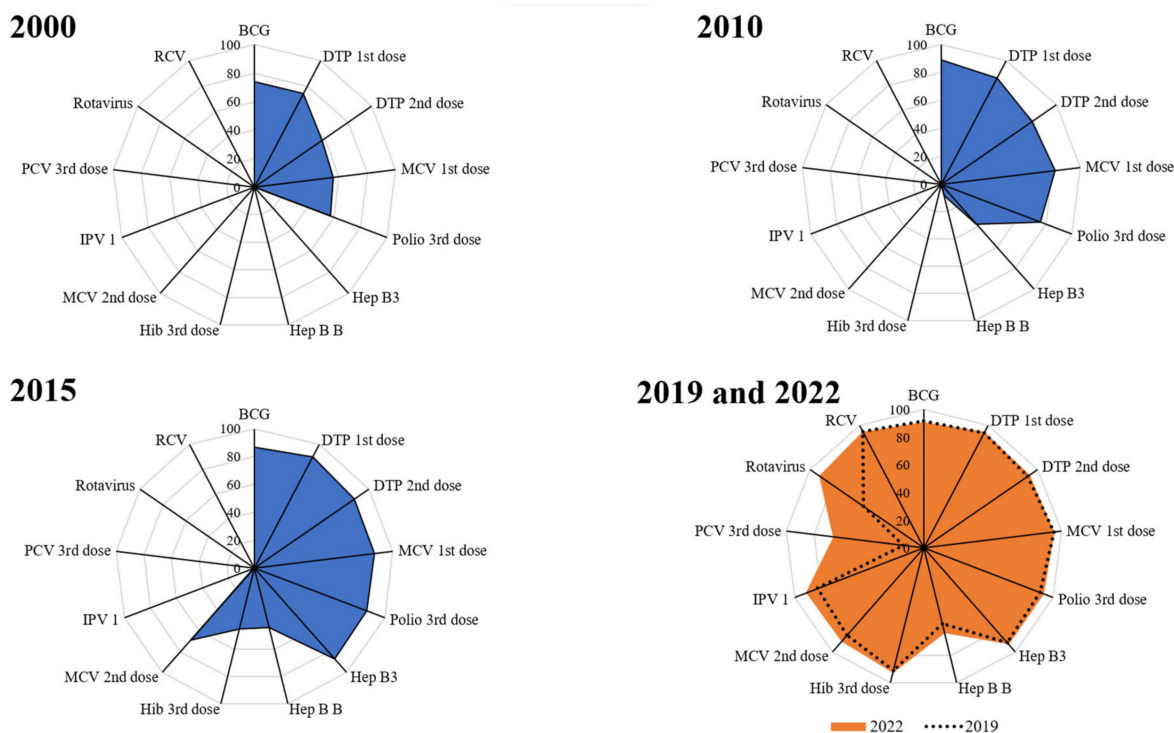 2000
BCG
100
80
60
40
20
0
DTP 1st dose
DTP 2nd dose
MCV 1st dose
Polio 3rd dose
Hep B3
Hep B B
Hib 3rd dose
MCV 2nd dose
IPV 1
PCV 3rd dose
Rotavirus
RCV
2010
BCG
100
80
60
40
20
0
DTP 1st dose
DTP 2nd dose
MCV 1st dose
Polio 3rd dose
Hep B3
Hep B B
Hib 3rd dose
MCV 2nd dose
IPV 1
PCV 3rd dose
Rotavirus
RCV
2015
BCG
100
80
60
40
20
0
DTP 1st dose
DTP 2nd dose
MCV 1st dose
Polio 3rd dose
Hep B3
Hep B B
Hib 3rd dose
MCV 2nd dose
IPV 1
PCV 3rd dose
Rotavirus
RCV
2019 and 2022
BCG
100
80
60
40
20
0
DTP 1st dose
DTP 2nd dose
MCV 1st dose
Polio 3rd dose
Hep B3
Hep B B
Hib 3rd dose
MCV 2nd dose
IPV 1
PCV 3rd dose
Rotavirus
RCV
2022
2019